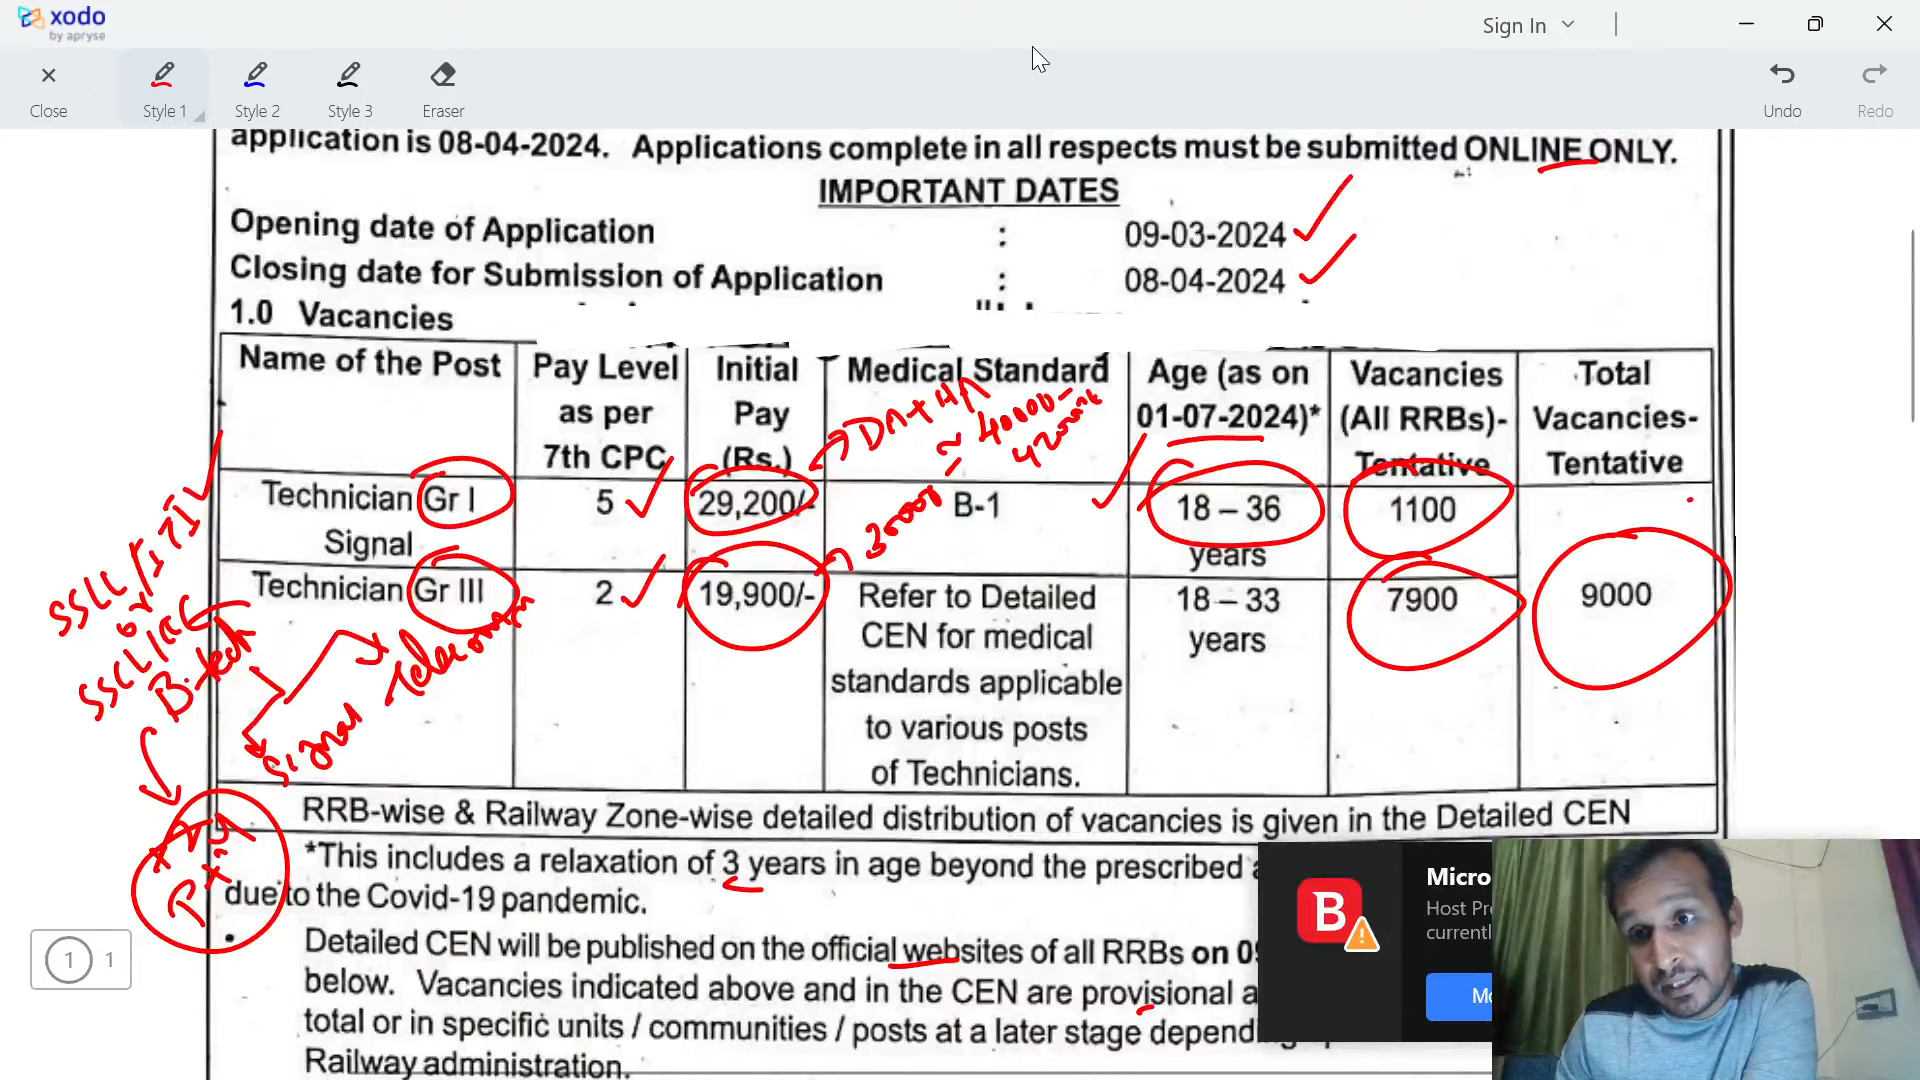 xodo
by apryse
Sign In
Close
Style 1
Style 2
Style 3
Eraser
Undo
Redo
application is 08-04-2024. Applications complete in all respects must be submitted ONLINE ONLY.
IMPORTANT DATES
Opening date of Application : 09-03-2024
Closing date for Submission of Application : 08-04-2024
1.0 Vacancies
Name of the Post
Pay Level as per 7th CPC
Initial Pay (Rs.)
Medical Standard
Age (as on 01-07-2024)*
Vacancies (All RRBs)- Tentative
Total Vacancies- Tentative
DA + HA
≈ 40000-
42000
Technician Gr I Signal
5
29,200/-
B-1
18 – 36 years
1100
30000
Technician Gr III
2
19,900/-
Refer to Detailed
CEN for medical
standards applicable
to various posts
of Technicians.
18 – 33 years
7900
9000
SSLC/ITI
or
B.tech
Signal
Telecom
RRB-wise & Railway Zone-wise detailed distribution of vacancies is given in the Detailed CEN
*This includes a relaxation of 3 years in age beyond the prescribed
due to the Covid-19 pandemic.
Detailed CEN will be published on the official websites of all RRBs on
below. Vacancies indicated above and in the CEN are provisional
total or in specific units / communities / posts at a later stage
Railway administration.
1 1
B
Micro
Host